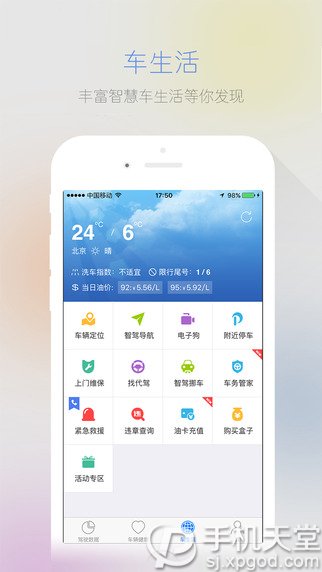 车生活
丰富智慧车生活等你发现
中国移动 17:50 98%
24℃ / 6℃
北京 晴
洗车指数：不适宜 限行尾号：1 / 6
当日油价： 92:￥5.56/L 95:￥5.95/L
车辆定位 智驾导航 电子狗 附近停车
上门维保 找代驾 智驾挪车 车务管家
紧急救援 违章查询 油卡充值 购买盒子
活动专区
驾驶数据 车辆健康 车生活
手机天堂
sj.xpgod.com